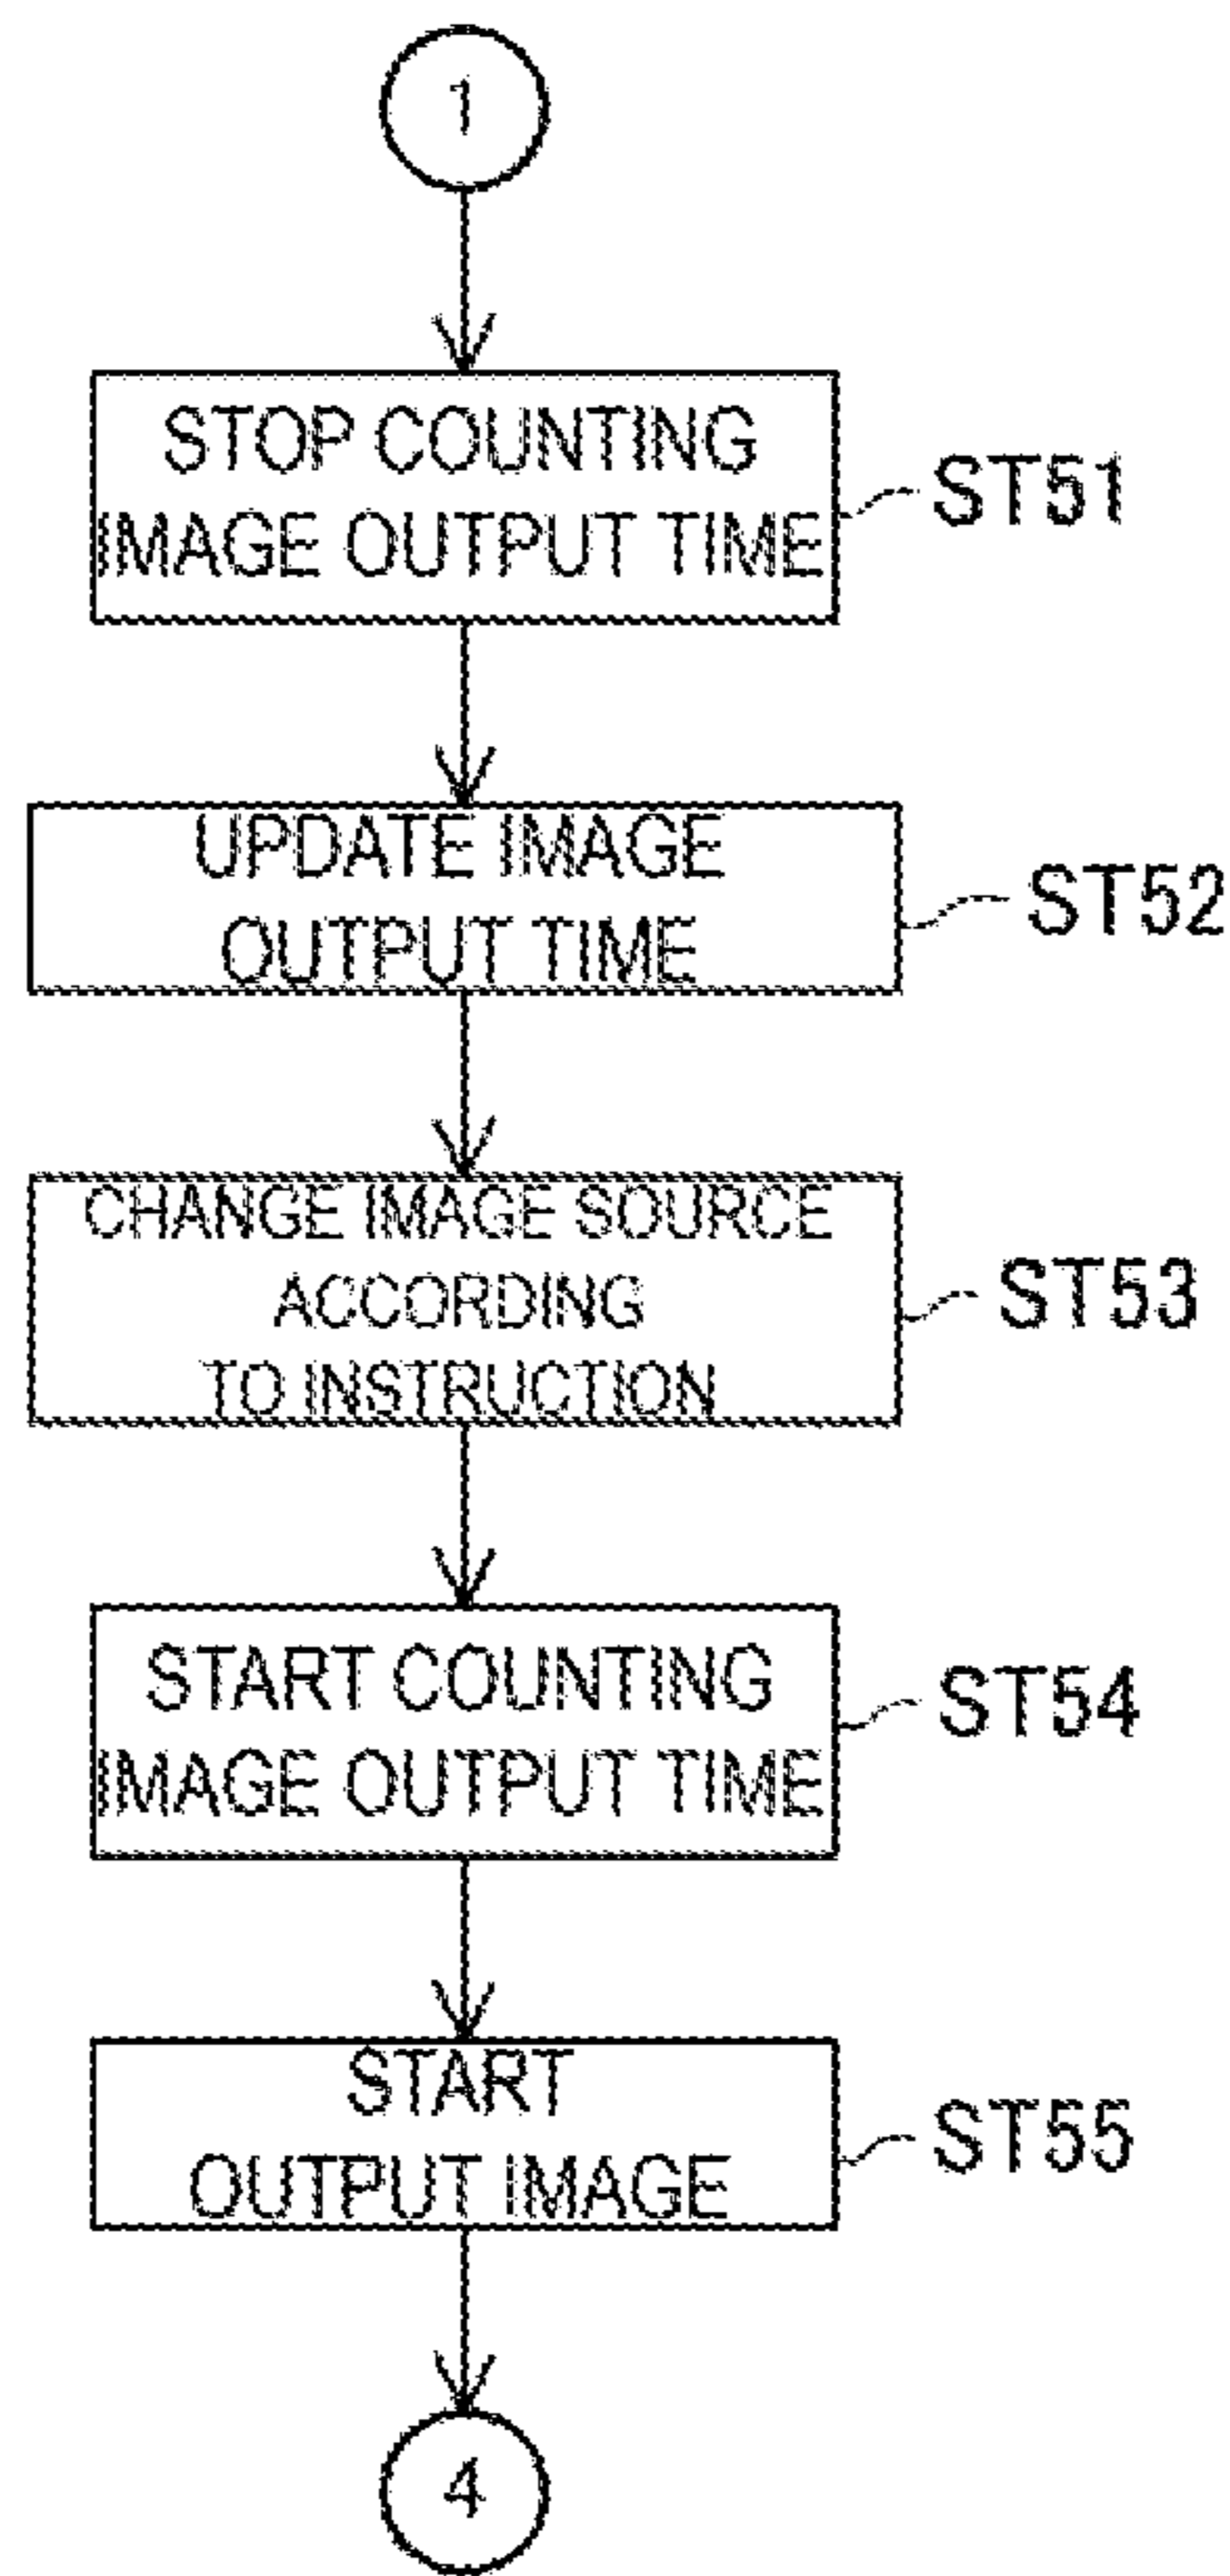 1
STOP COUNTING
IMAGE OUTPUT TIME
ST51
UPDATE IMAGE
OUTPUT TIME
ST52
CHANGE IMAGE SOURCE
ACCORDING
TO INSTRUCTION
ST53
START COUNTING
IMAGE OUTPUT TIME
ST54
START
OUTPUT IMAGE
ST55
4